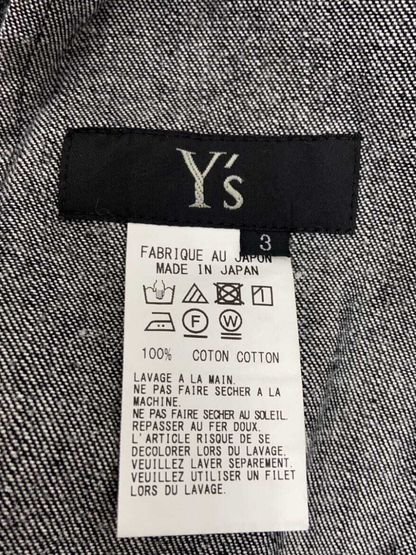 Y's
3
FABRIQUE AU JAPON
MADE IN JAPAN
1
F
W
100% COTON COTTON
LAVAGE A LA MAIN.
NE PAS FAIRE SECHER A LA
MACHINE.
NE PAS FAIRE SECHER AU SOLEIL.
REPASSER AU FER DOUX.
L'ARTICLE RISQUE DE SE
DECOLORER LORS DU LAVAGE.
VEUILLEZ LAVER SEPAREMENT.
VEUILLEZ UTILISER UN FILET
LORS DU LAVAGE.